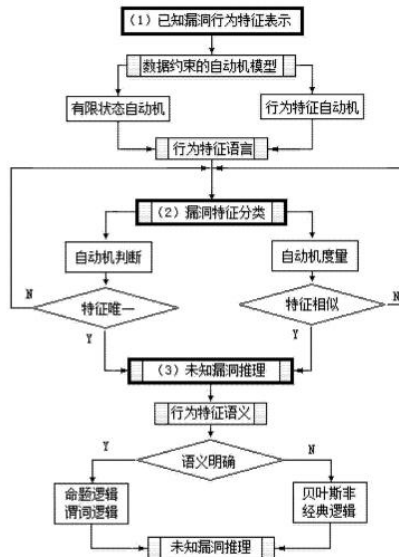 (1) 已知漏洞行为特征表示
数据约束的自动机模型
有限状态自动机
行为特征自动机
行为特征语言
(2) 漏洞特征分类
自动机判断
自动机度量
N
特征唯一
特征相似
N
Y
Y
(3) 未知漏洞推理
行为特征语义
Y
语义明确
N
命题逻辑
谓词逻辑
贝叶斯非
经典逻辑
未知漏洞推理